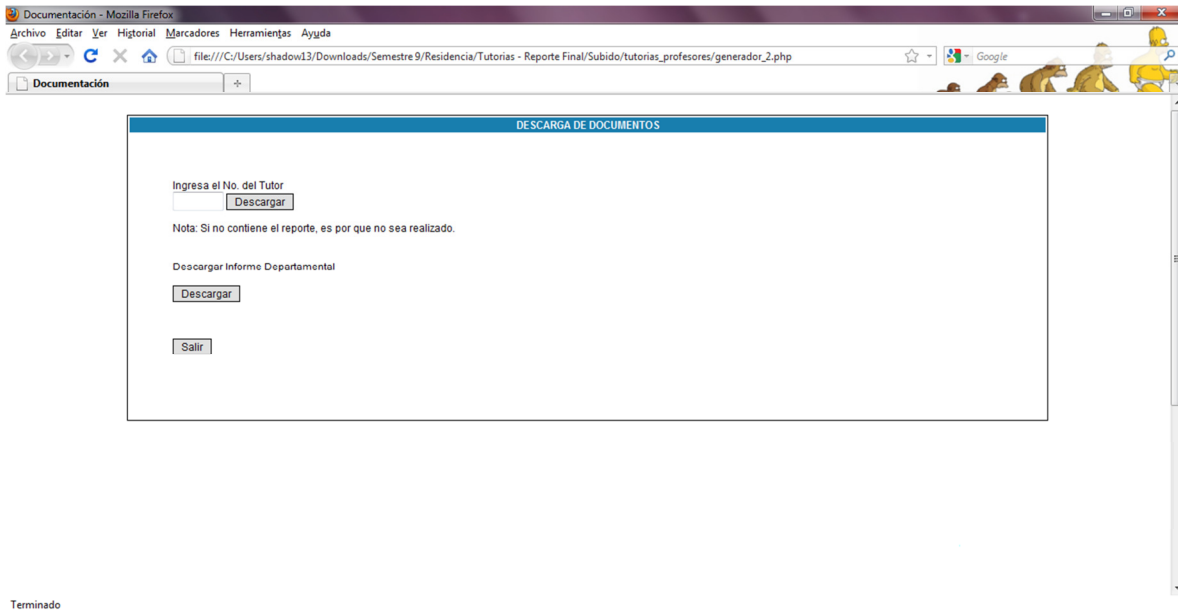 Documentación - Mozilla Firefox
Archivo Editar Ver Historial Marcadores Herramientas Ayuda
file:///C:/Users/shadow13/Downloads/Semestre 9/Residencia/Tutorias - Reporte Final/Subido/tutorias_profesores/generador_2.php
Google
Documentación
DESCARGA DE DOCUMENTOS
Ingresa el No. del Tutor
Descargar
Nota: Si no contiene el reporte, es por que no sea realizado.
Descargar Informe Departamental
Descargar
Salir
Terminado